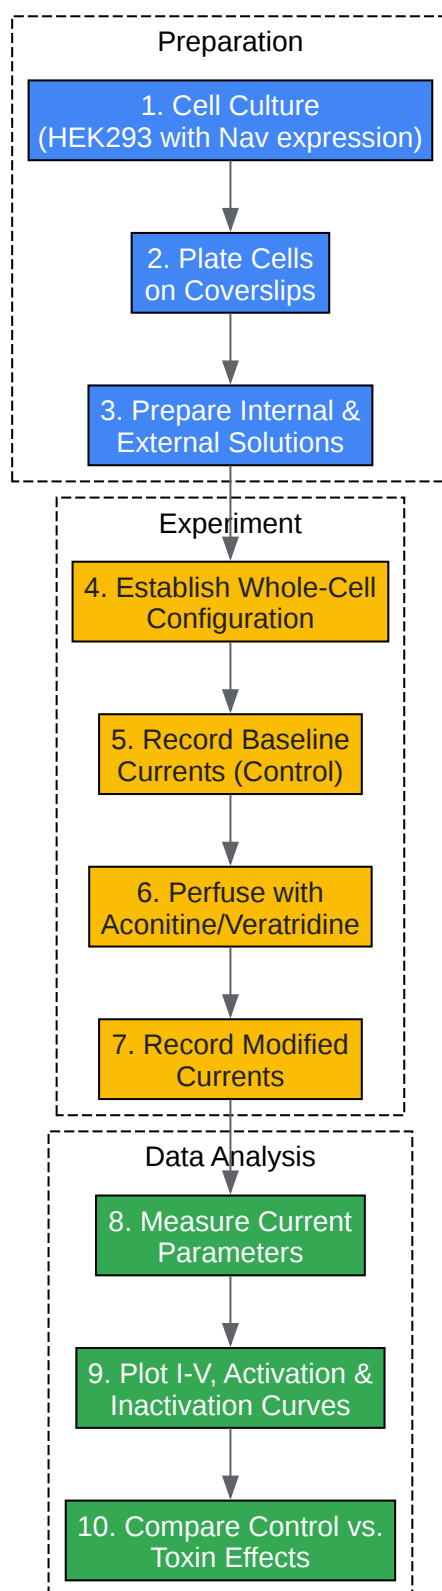 Preparation
1. Cell Culture
(HEK293 with Nav expression)
2. Plate Cells
on Coverslips
3. Prepare Internal &
External Solutions
Experiment
4. Establish Whole-Cell
Configuration
5. Record Baseline
Currents (Control)
6. Perfuse with
Aconitine/Veratridine
7. Record Modified
Currents
Data Analysis
8. Measure Current
Parameters
9. Plot I-V, Activation &
Inactivation Curves
10. Compare Control vs.
Toxin Effects